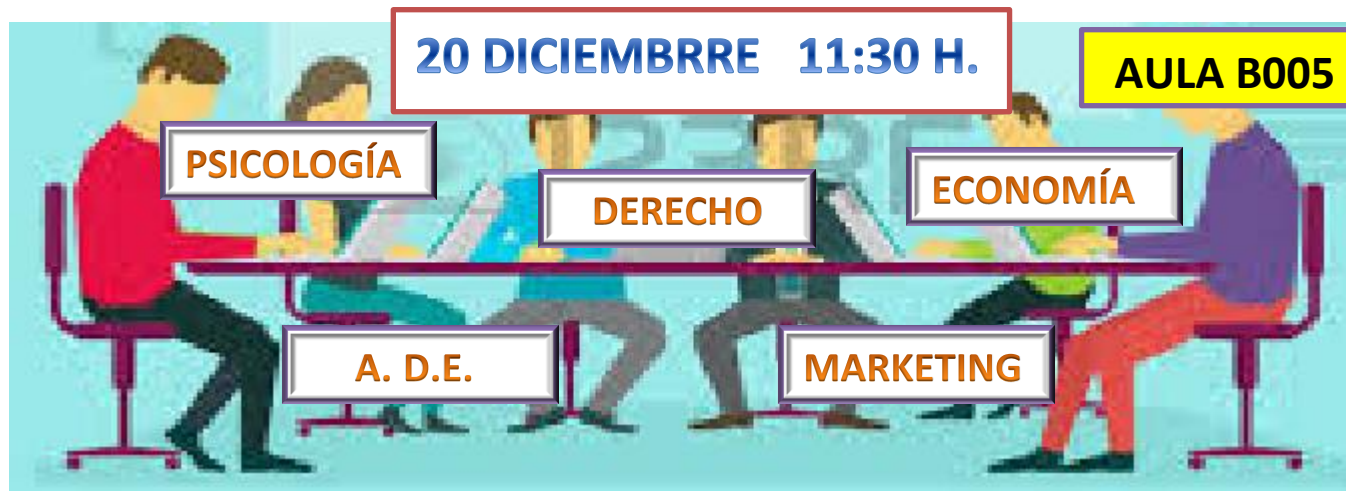 20 DICIEMBRRE 11:30 H.
AULA B005
PSICOLOGÍA
DERECHO
ECONOMÍA
A. D.E.
MARKETING